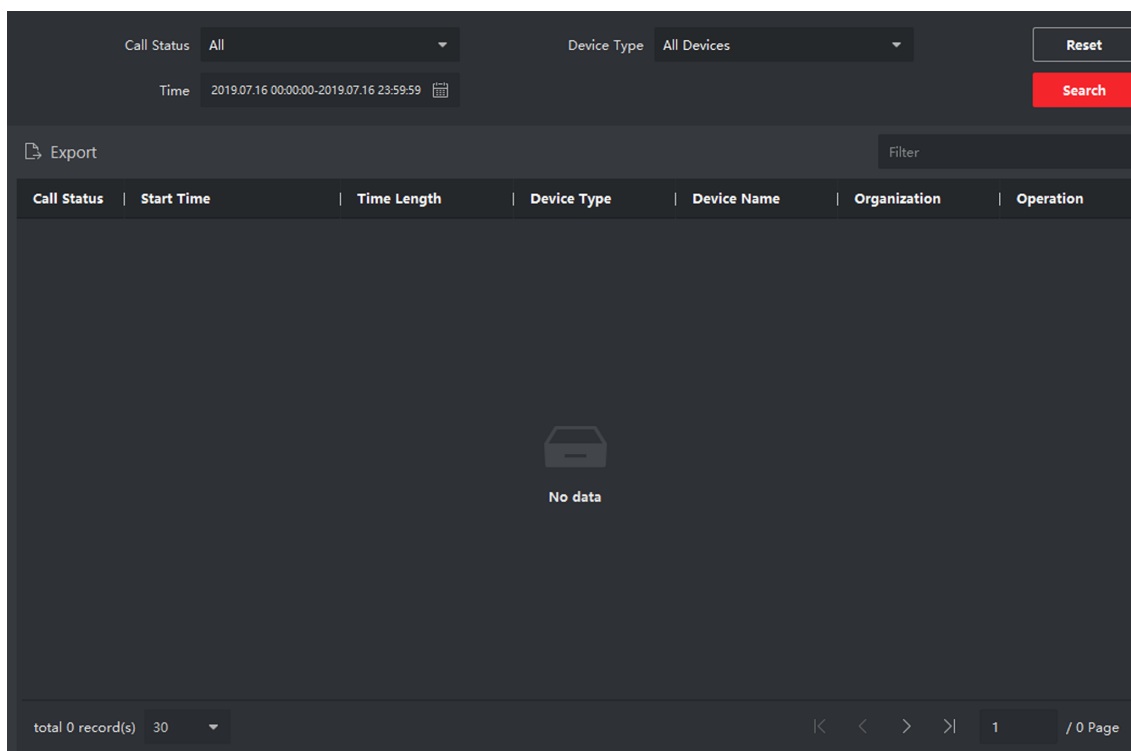 Call Status All Device Type All Devices Reset
Time 2019.07.16 00:00:00-2019.07.16 23:59:59 Search
Export Filter
Call Status | Start Time | Time Length | Device Type | Device Name | Organization | Operation
No data
total 0 record(s) 30 1 / 0 Page